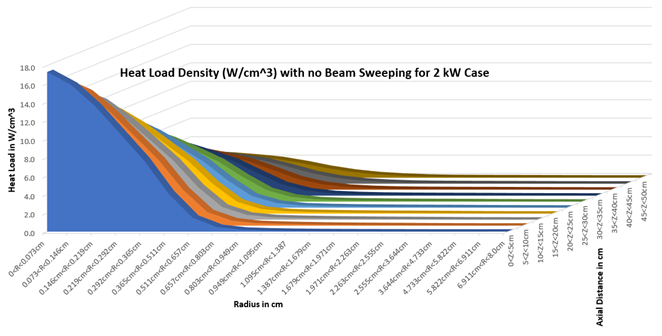 Heat Load Density (W/cm^3) with no Beam Sweeping for 2 kW Case
Heat Load in W/cm^3
18.0
16.0
14.0
12.0
10.0
8.0
6.0
4.0
2.0
0.0
0<R<0.073cm
0.073<R<0.146cm
0.146cm<R<0.219cm
0.219cm<R<0.292cm
0.292cm<R<0.365cm
0.365cm<R<0.511cm
0.511cm<R<0.657cm
0.657cm<R<0.803cm
0.803cm<R<0.949cm
0.949cm<R<1.095cm
1.095cm<R<1.387
1.387cm<R<1.679cm
1.679cm<R<1.971cm
1.971cm<R<2.263cm
2.263cm<R<2.555cm
2.555cm<R<3.644cm
3.644cm<R<4.733cm
4.733cm<R<5.822cm
5.822cm<R<6.911cm
6.911cm<R<8.0cm
Radius in cm
0<Z<5cm
5<Z<10cm
10<Z<15cm
15<Z<20cm
20<Z<25cm
25<Z<30cm
30<Z<35cm
35<Z<40cm
40<Z<45cm
45<Z<50cm
Axial Distance in cm